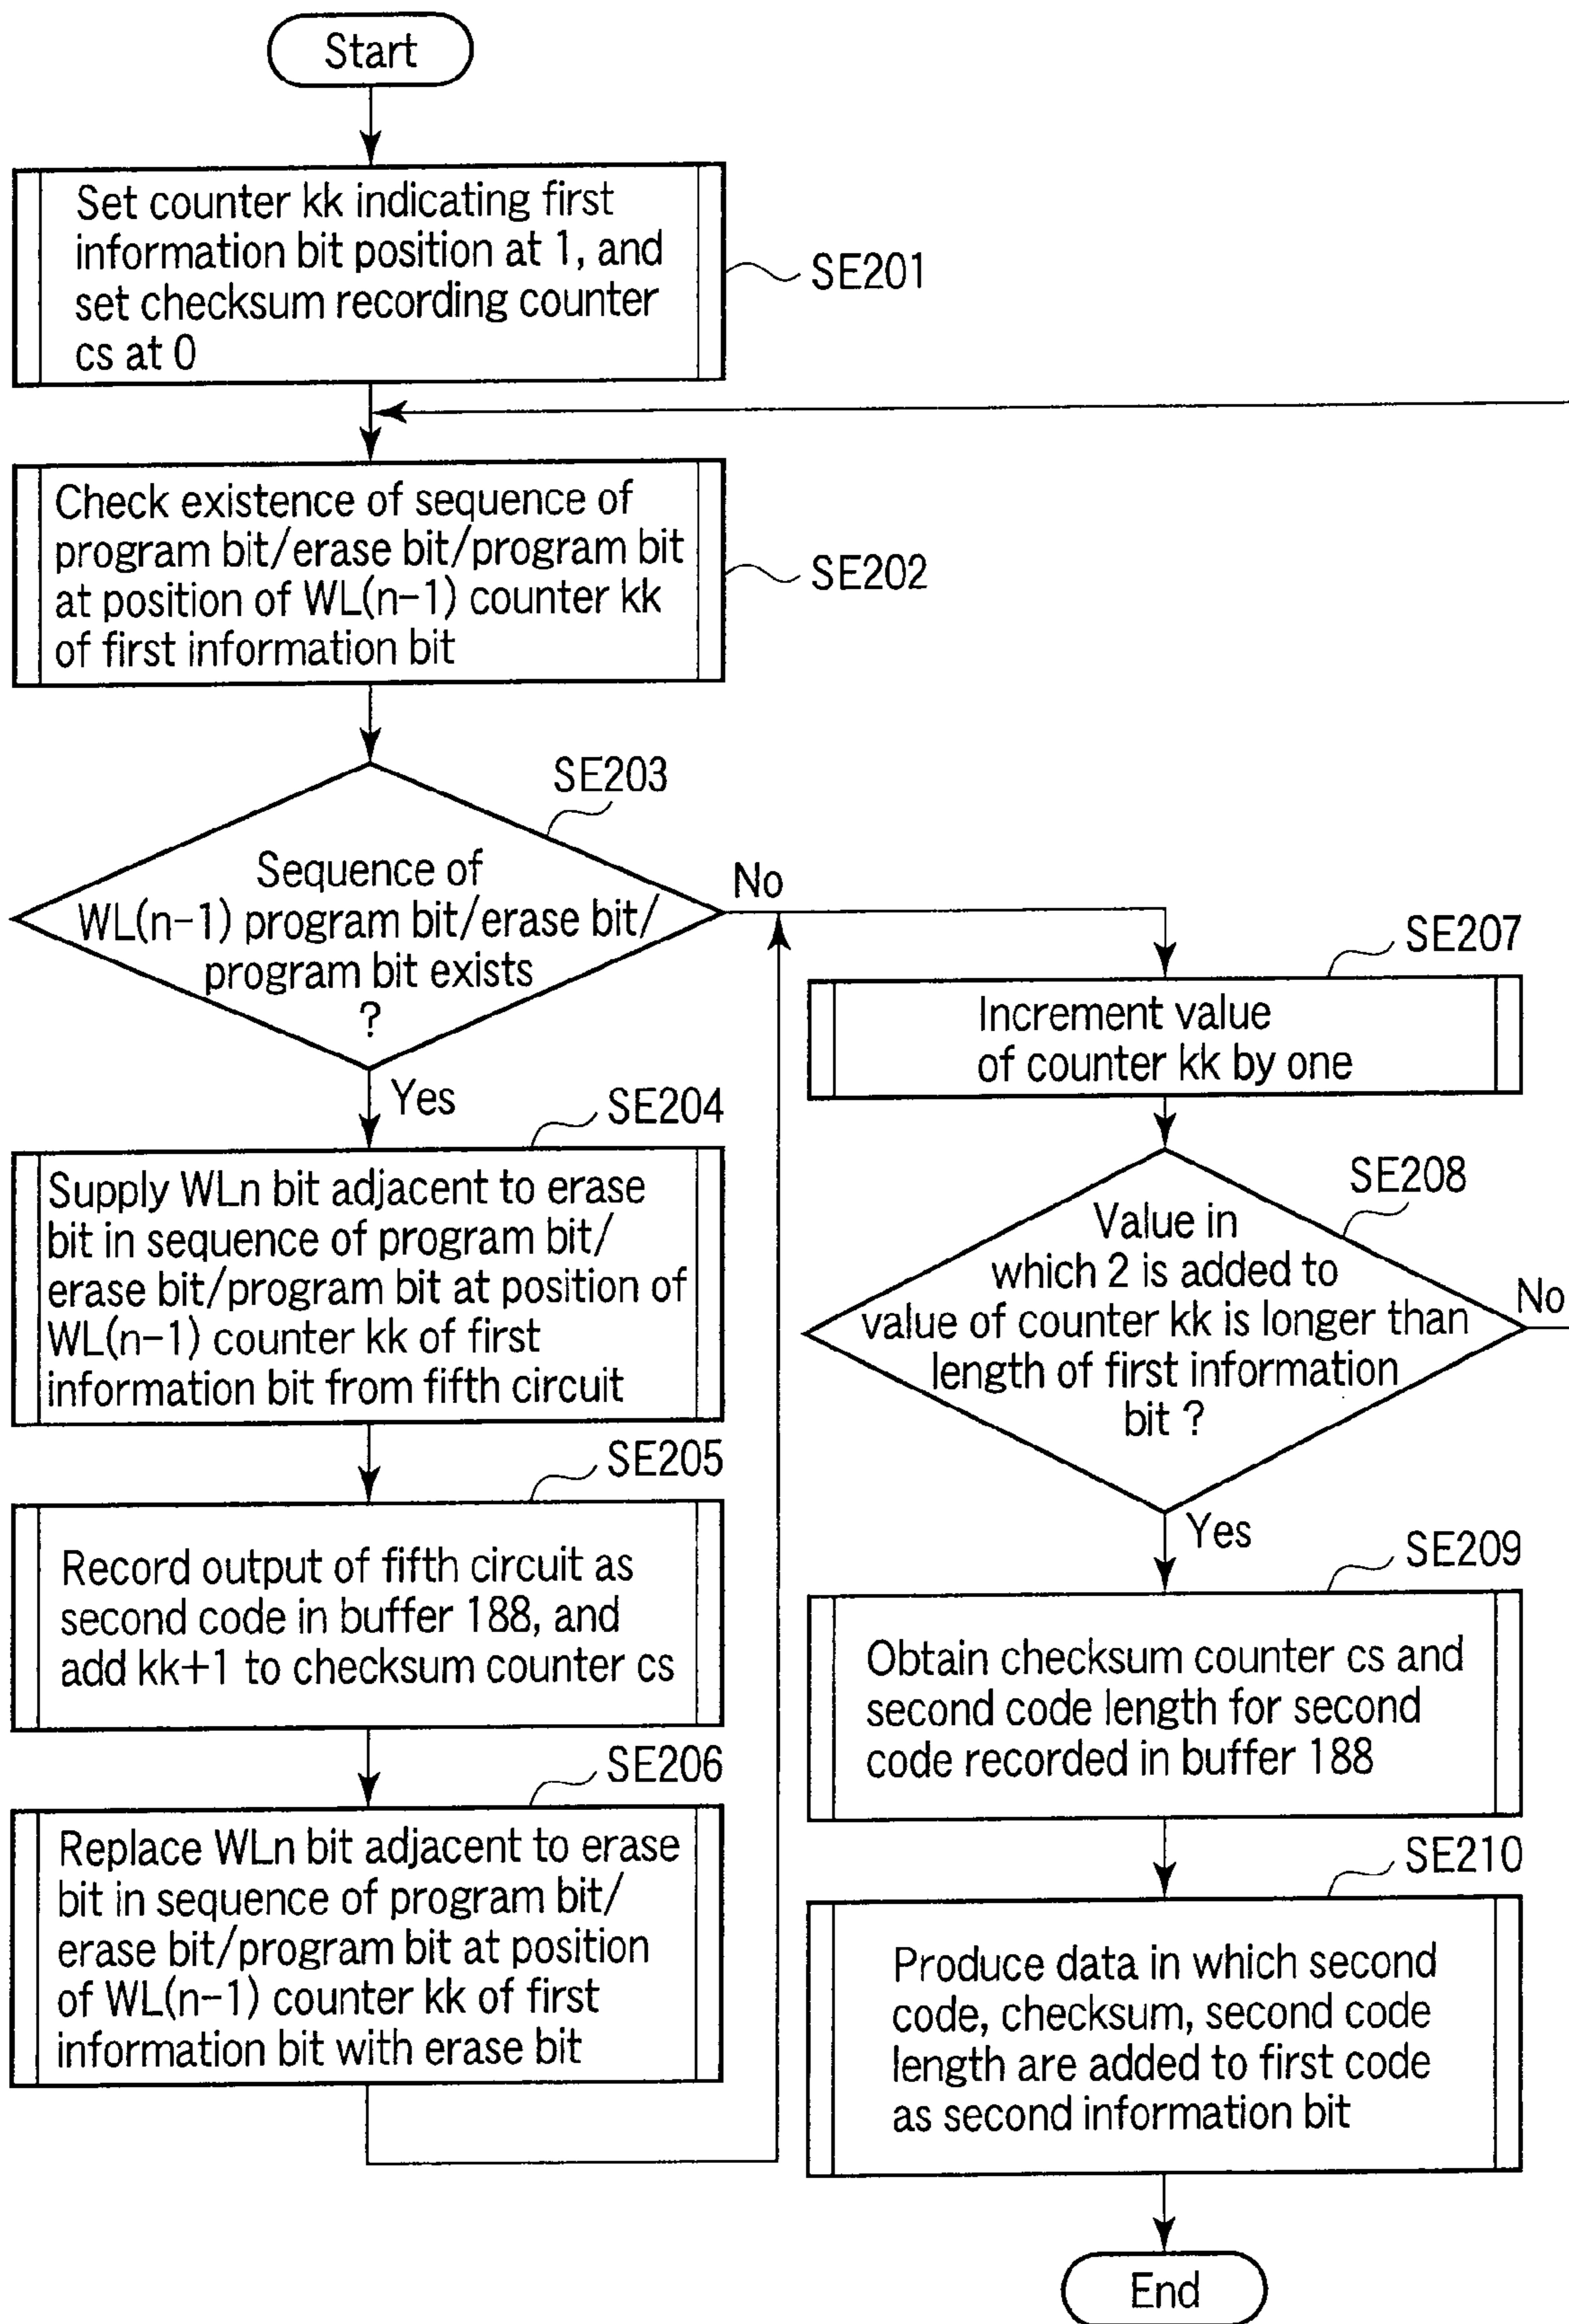 Start
Set counter kk indicating first
information bit position at 1, and
set checksum recording counter
cs at 0
SE201
Check existence of sequence of
program bit/erase bit/program bit
at position of WL(n-1) counter kk
of first information bit
SE202
SE203
Sequence of
WL(n-1) program bit/erase bit/
program bit exists
?
No
Yes
SE204
Supply WLn bit adjacent to erase
bit in sequence of program bit/
erase bit/program bit at position of
WL(n-1) counter kk of first
information bit from fifth circuit
SE205
Record output of fifth circuit as
second code in buffer 188, and
add kk+1 to checksum counter cs
SE206
Replace WLn bit adjacent to erase
bit in sequence of program bit/
erase bit/program bit at position
of WL(n-1) counter kk of first
information bit with erase bit
SE207
Increment value
of counter kk by one
SE208
Value in
which 2 is added to
value of counter kk is longer than
length of first information
bit ?
No
Yes
SE209
Obtain checksum counter cs and
second code length for second
code recorded in buffer 188
SE210
Produce data in which second
code, checksum, second code
length are added to first code
as second information bit
End